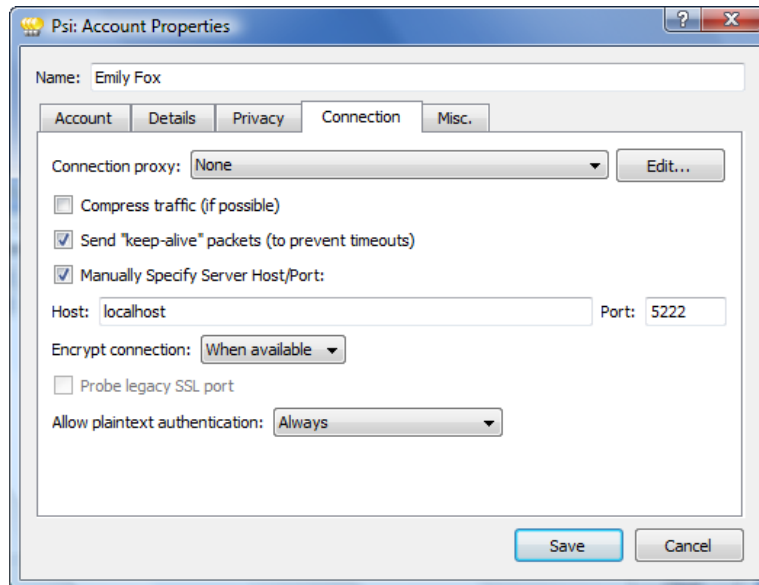 Psi: Account Properties
Name: Emily Fox
Account Details Privacy Connection Misc.
Connection proxy: None Edit...
Compress traffic (if possible)
Send "keep-alive" packets (to prevent timeouts)
Manually Specify Server Host/Port:
Host: localhost Port: 5222
Encrypt connection: When available
Probe legacy SSL port
Allow plaintext authentication: Always
Save Cancel